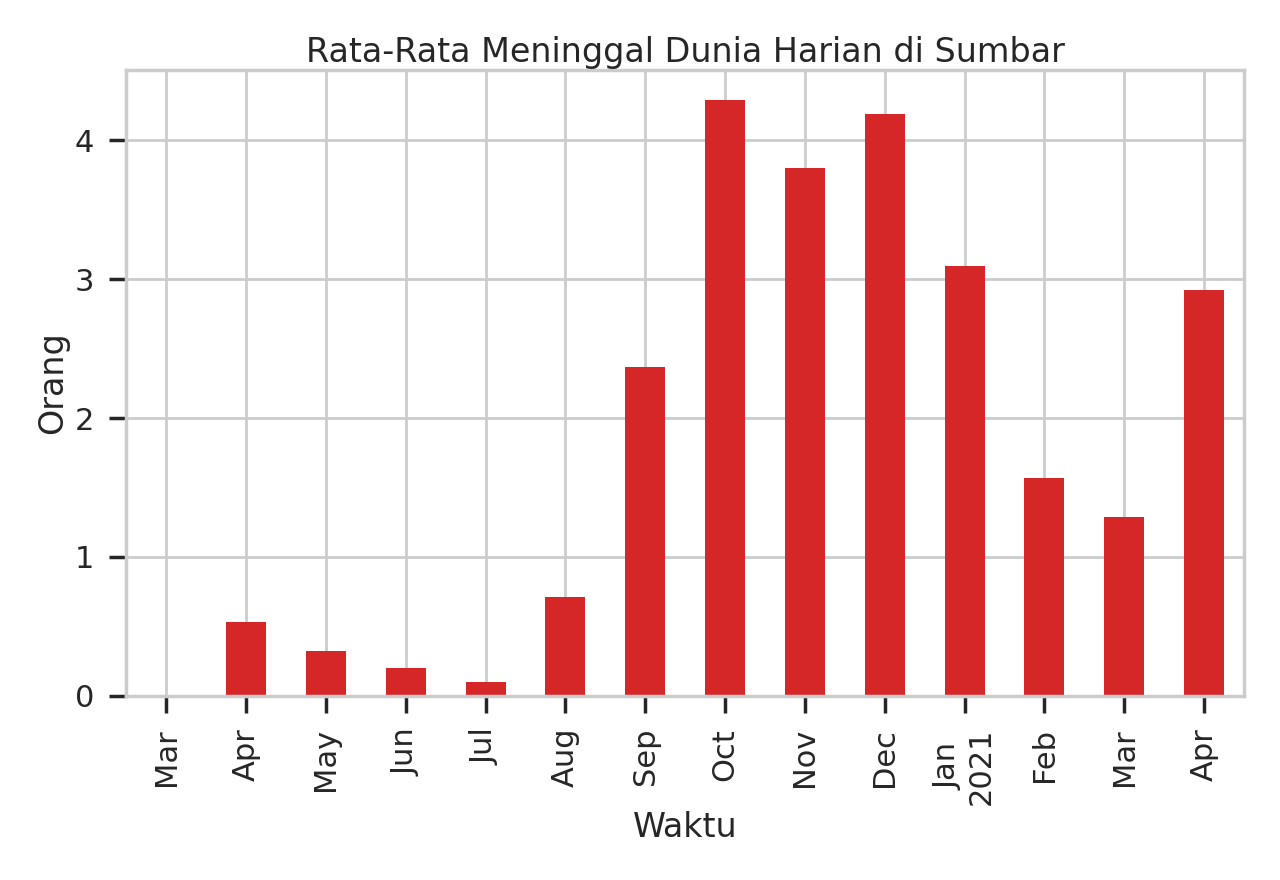 Rata-Rata Meninggal Dunia Harian di Sumbar
Orang
4
3
2
1
0
Mar
Apr
May
Jun
Jul
Aug
Sep
Oct
Nov
Dec
Jan
2021
Feb
Mar
Apr
Waktu